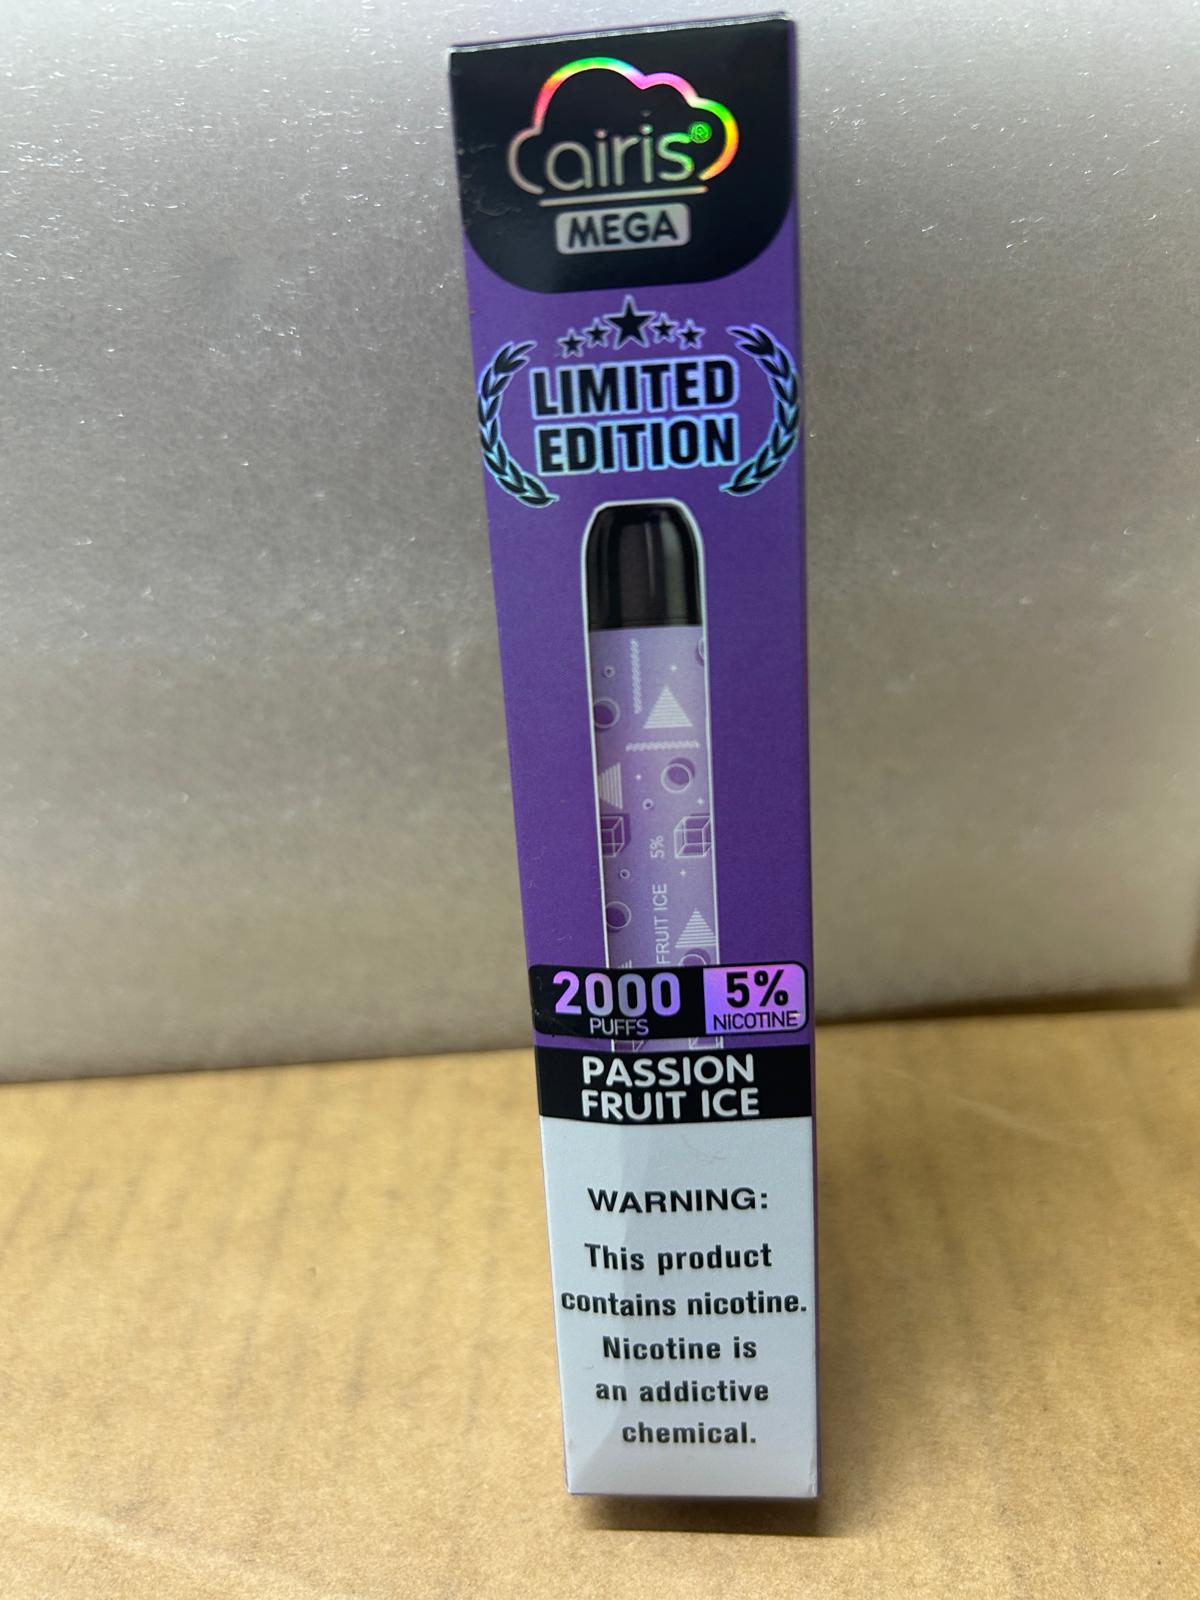 airis®
MEGA
LIMITED
EDITION
5%
FRUIT ICE
2000
PUFFS
5%
NICOTINE
PASSION
FRUIT ICE
WARNING:
This product
contains nicotine.
Nicotine is
an addictive
chemical.